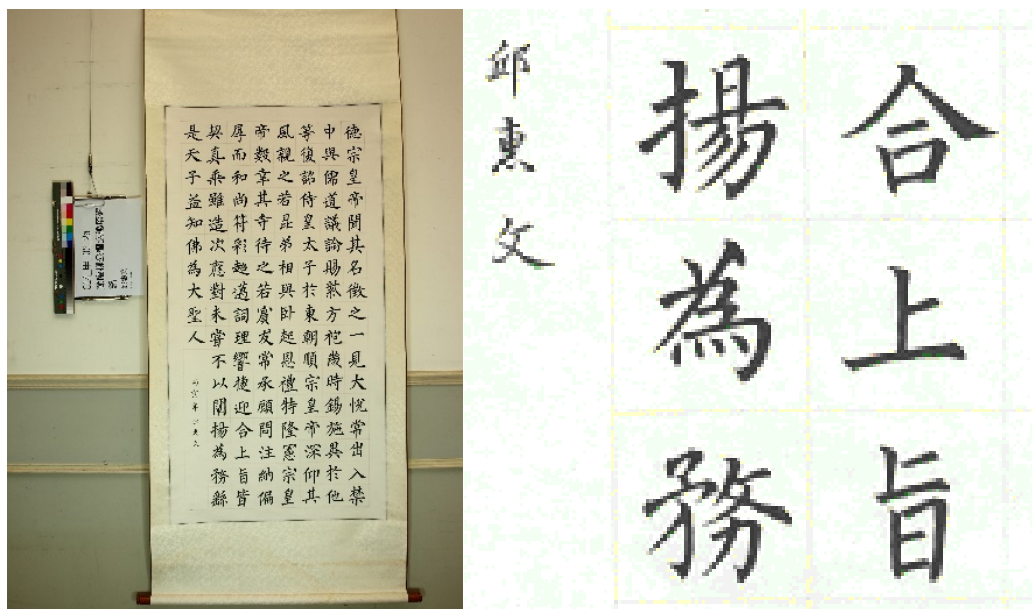 德宗皇帝聞其名徵之一見大悅常出入禁
中與儒道議論賜紫方袍歲時錫施異於他
等復詔侍皇太子於東朝順宗皇帝深仰其
風親之若昆弟相與臥起恩禮特隆憲宗皇
帝數幸其寺待之若賓友常承顧問注納偏
厚而和尚符彩超邁詞理響捷迎合上旨皆
契真乘雖造次應對未嘗不以闡揚為務繇
是天子益知佛為大聖人
合上旨
揚為務
邱東文